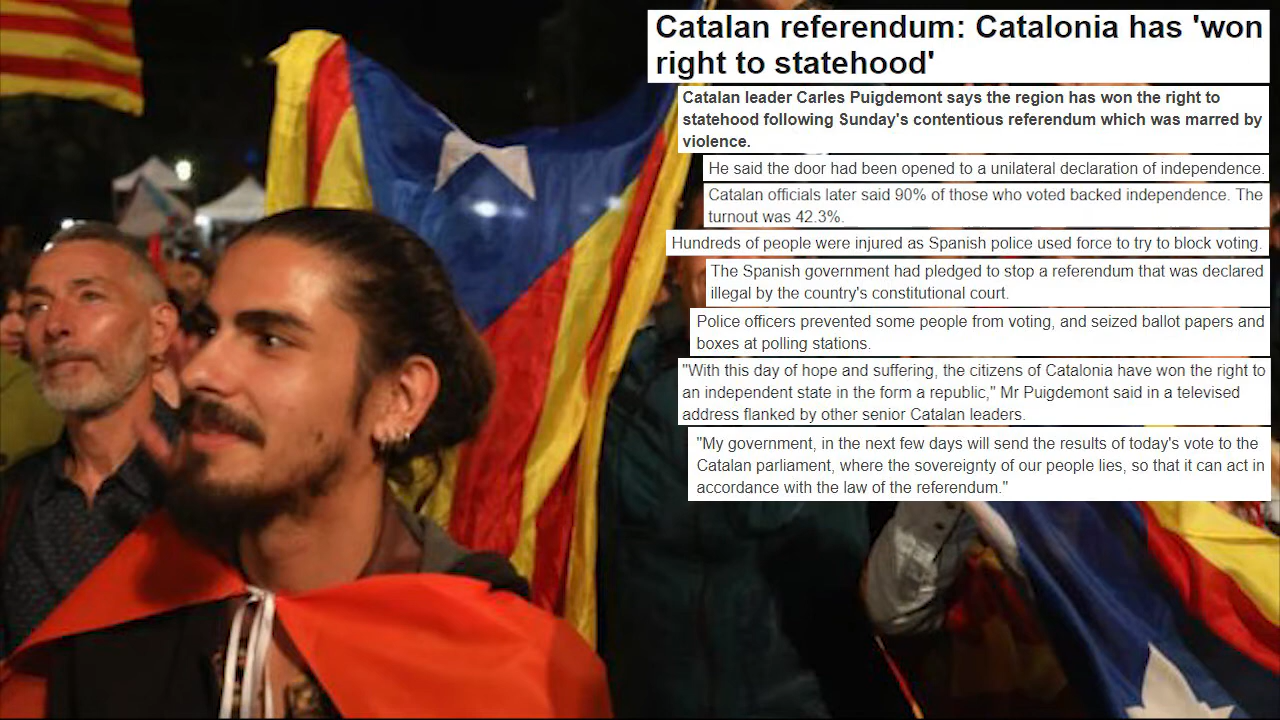 Catalan referendum: Catalonia has 'won
right to statehood'
Catalan leader Carles Puigdemont says the region has won the right to
statehood following Sunday's contentious referendum which was marred by
violence.
He said the door had been opened to a unilateral declaration of independence.
Catalan officials later said 90% of those who voted backed independence. The
turnout was 42.3%.
Hundreds of people were injured as Spanish police used force to try to block voting.
The Spanish government had pledged to stop a referendum that was declared
illegal by the country's constitutional court.
Police officers prevented some people from voting, and seized ballot papers and
boxes at polling stations.
"With this day of hope and suffering, the citizens of Catalonia have won the right to
an independent state in the form a republic," Mr Puigdemont said in a televised
address flanked by other senior Catalan leaders.
"My government, in the next few days will send the results of today's vote to the
Catalan parliament, where the sovereignty of our people lies, so that it can act in
accordance with the law of the referendum."